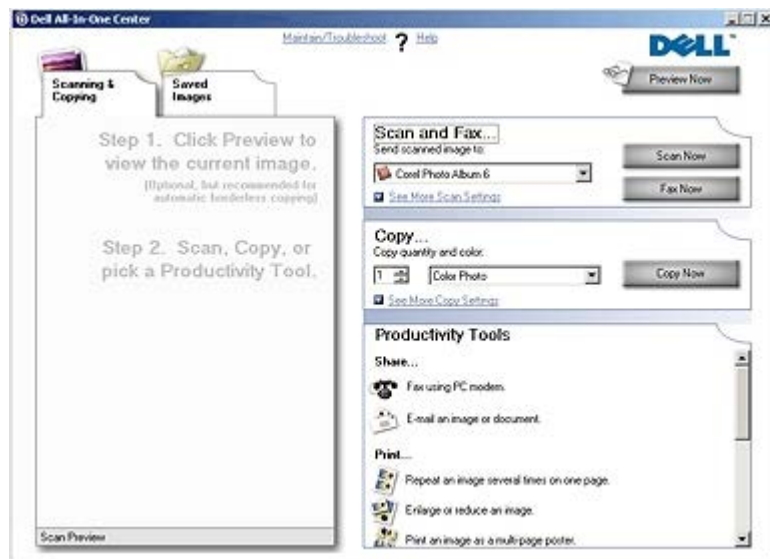 Dell All-In-One Center
Maintain/Troubleshoot ? Help
DELL™
Scanning &
Copying
Saved
Images
Preview Now
Step 1. Click Preview to
view the current image.
(Optional, but recommended for
automatic borderless copying)
Step 2. Scan, Copy, or
pick a Productivity Tool.
Scan Preview
Scan and Fax...
Send scanned image to:
Corel Photo Album 6
See More Scan Settings
Scan Now
Fax Now
Copy...
Copy quantity and color.
1
Color Photo
See More Copy Settings
Copy Now
Productivity Tools
Share...
Fax using PC modem.
E-mail an image or document.
Print...
Repeat an image several times on one page.
Enlarge or reduce an image.
Print an image as a multi-page poster.